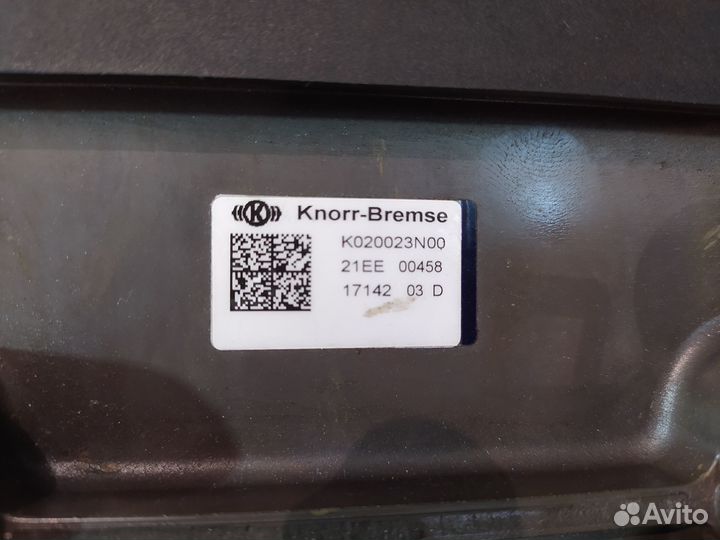 K Knorr-Bremse
K020023N00
21EE 00458
17142 03 D
Avito